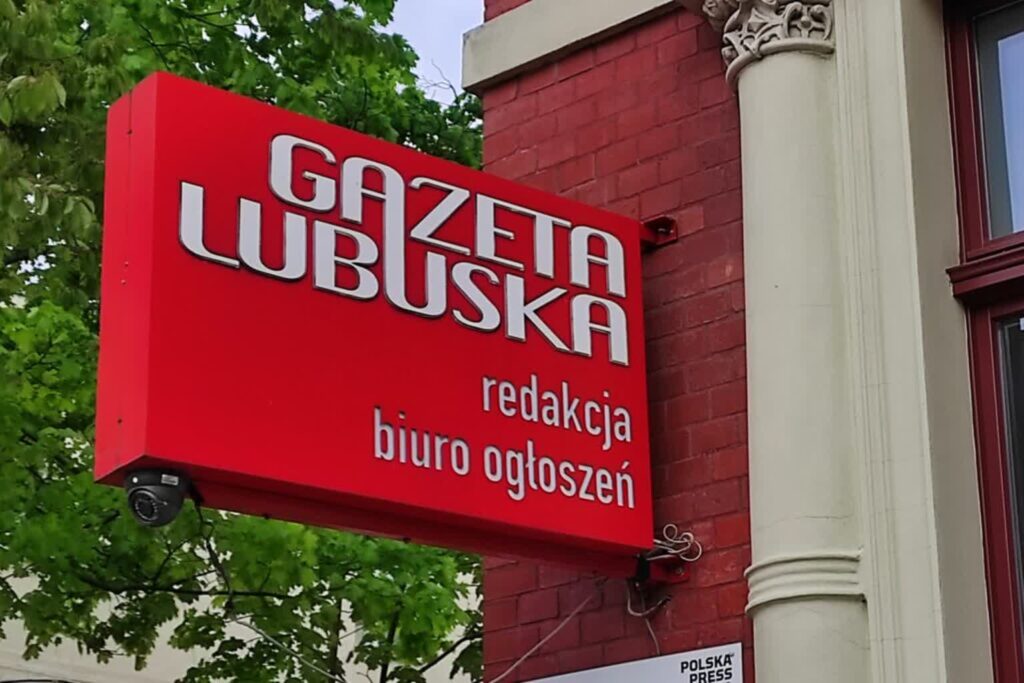 GAZETA
LUBUSKA
redakcja
biuro ogłoszeń
POLSKA
PRESS